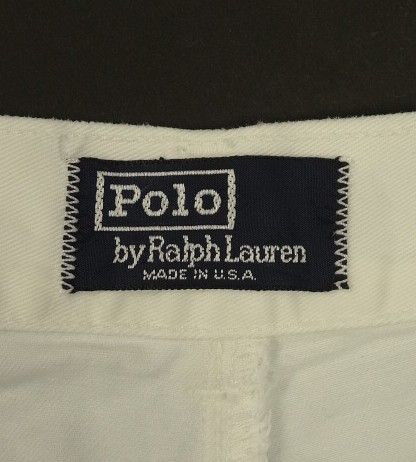 Polo
by Ralph Lauren
MADE IN U.S.A.